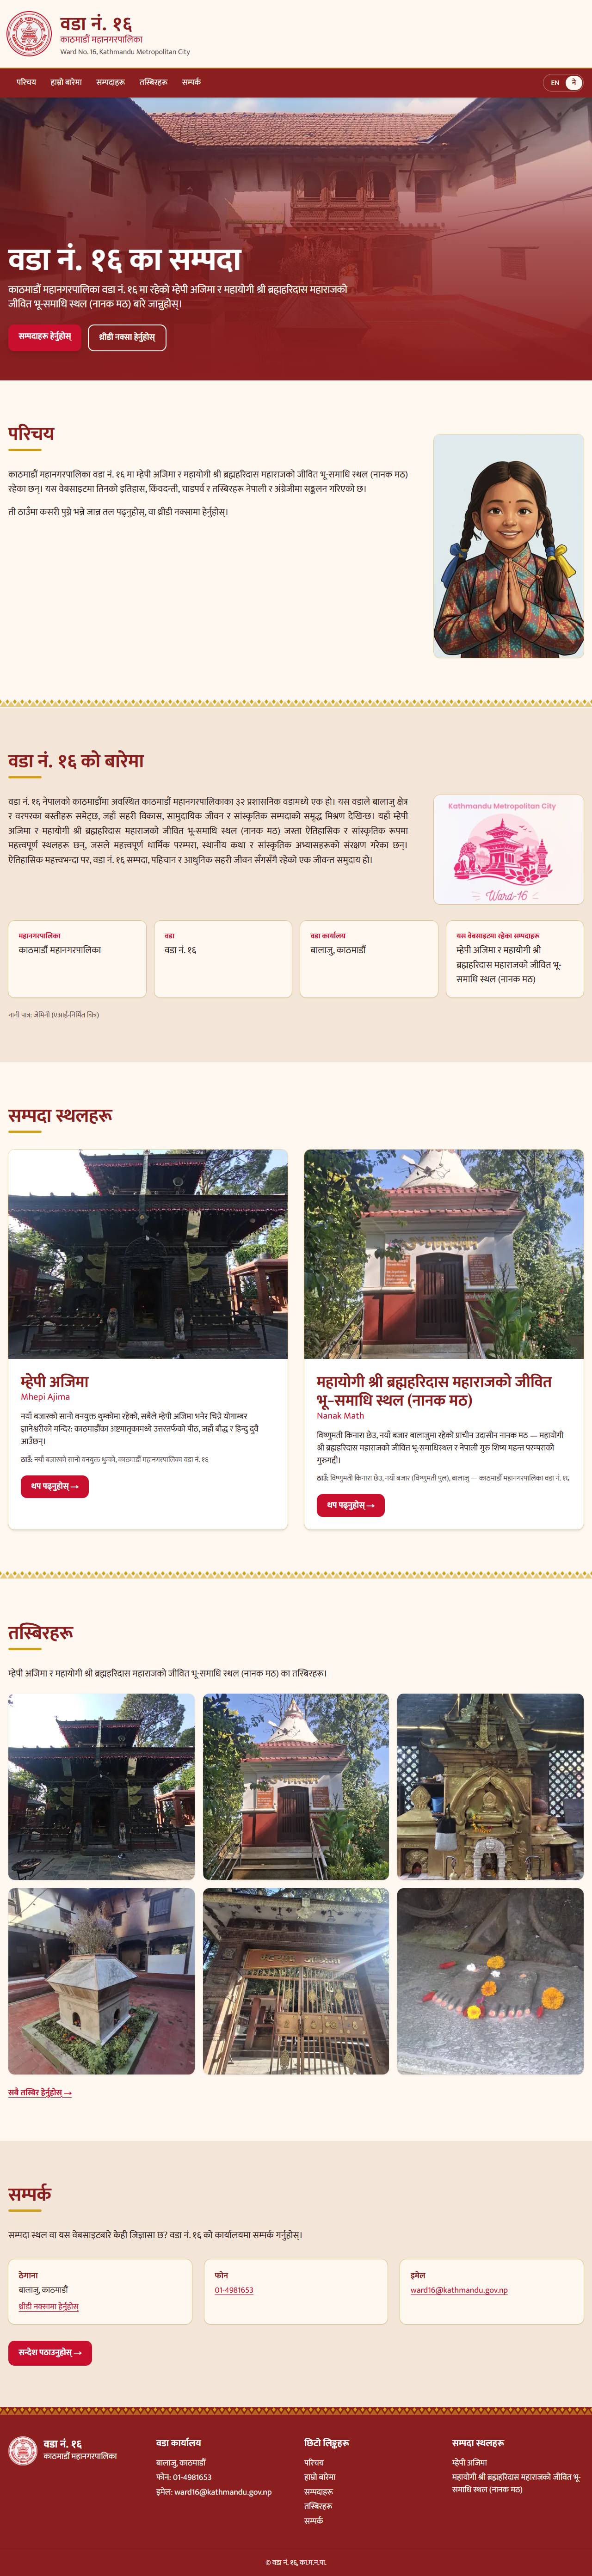 वडा नं. १६
काठमाडौं महानगरपालिका
Ward No. 16, Kathmandu Metropolitan City
परिचय
हाम्रो बारेमा
सम्पदाहरू
तस्बिरहरू
सम्पर्क
EN
ने
वडा नं. १६ का सम्पदा
काठमाडौं महानगरपालिका वडा नं. १६ मा रहेको म्हेपी अजिमा र महायोगी श्री ब्रह्महरिदास महाराजको
जीवित भू-समाधि स्थल (नानक मठ) बारे जान्नुहोस्।
सम्पदाहरू हेर्नुहोस्
थ्रीडी नक्सा हेर्नुहोस्
परिचय
काठमाडौं महानगरपालिका वडा नं. १६ मा म्हेपी अजिमा र महायोगी श्री ब्रह्महरिदास महाराजको जीवित भू-समाधि स्थल (नानक मठ)
रहेका छन्। यस वेबसाइटमा तिनको इतिहास, किंवदन्ती, चाडपर्व र तस्बिरहरू नेपाली र अंग्रेजीमा सङ्कलन गरिएको छ।
ती ठाउँमा कसरी पुग्ने भन्ने जान्न तल पढ्नुहोस्, वा थ्रीडी नक्सामा हेर्नुहोस्।
वडा नं. १६ को बारेमा
वडा नं. १६ नेपालको काठमाडौंमा अवस्थित काठमाडौं महानगरपालिकाका ३२ प्रशासनिक वडामध्ये एक हो। यस वडाले बालाजु क्षेत्र
र वरपरका बस्तीहरू समेट्छ, जहाँ सहरी विकास, सामुदायिक जीवन र सांस्कृतिक सम्पदाको समृद्ध मिश्रण देखिन्छ। यहाँ म्हेपी
अजिमा र महायोगी श्री ब्रह्महरिदास महाराजको जीवित भू-समाधि स्थल (नानक मठ) जस्ता ऐतिहासिक र सांस्कृतिक रूपमा
महत्वपूर्ण स्थलहरू छन्, जसले महत्वपूर्ण धार्मिक परम्परा, स्थानीय कथा र सांस्कृतिक अभ्यासहरूको संरक्षण गरेका छन्।
ऐतिहासिक महत्त्वभन्दा पर, वडा नं. १६ सम्पदा, पहिचान र आधुनिक सहरी जीवन सँगसँगै रहेको एक जीवन्त समुदाय हो।
Kathmandu Metropolitan City
Ward-16
महानगरपालिका
काठमाडौं महानगरपालिका
वडा
वडा नं. १६
वडा कार्यालय
बालाजु, काठमाडौं
यस वेबसाइटमा रहेका सम्पदाहरू
म्हेपी अजिमा र महायोगी श्री
ब्रह्महरिदास महाराजको जीवित भू-
समाधि स्थल (नानक मठ)
नानी पात्र: जेमिनी (एआई-निर्मित चित्र)
सम्पदा स्थलहरू
म्हेपी अजिमा
Mhepi Ajima
नयाँ बजारको सानो वनयुक्त थुम्कोमा रहेको, सबैले म्हेपी अजिमा भनेर चिन्ने योगाम्बर
ज्ञानेश्वरीको मन्दिर: काठमाडौंका अष्टमातृकामध्ये उत्तरतर्फको पीठ, जहाँ बौद्ध र हिन्दु दुवै
आउँछन्।
ठाउँ: नयाँ बजारको सानो वनयुक्त थुम्को, काठमाडौं महानगरपालिका वडा नं. १६
थप पढ्नुहोस् →
महायोगी श्री ब्रह्महरिदास महाराजको जीवित
भू-समाधि स्थल (नानक मठ)
Nanak Math
विष्णुमती किनारा छेउ, नयाँ बजार बालाजुमा रहेको प्राचीन उदासीन नानक मठ — महायोगी
श्री ब्रह्महरिदास महाराजको जीवित भू-समाधिस्थल र नेपाली गुरु शिष्य महन्त परम्पराको
गुरुगद्दी।
ठाउँ: विष्णुमती किनारा छेउ, नयाँ बजार (विष्णुमती पुल), बालाजु — काठमाडौं महानगरपालिका वडा नं. १६
थप पढ्नुहोस् →
तस्बिरहरू
म्हेपी अजिमा र महायोगी श्री ब्रह्महरिदास महाराजको जीवित भू-समाधि स्थल (नानक मठ) का तस्बिरहरू।
सबै तस्बिर हेर्नुहोस् →
सम्पर्क
सम्पदा स्थल वा यस वेबसाइटबारे केही जिज्ञासा छ? वडा नं. १६ को कार्यालयमा सम्पर्क गर्नुहोस्।
ठेगाना
बालाजु, काठमाडौं
थ्रीडी नक्सामा हेर्नुहोस्
फोन
01-4981653
इमेल
ward16@kathmandu.gov.np
सन्देश पठाउनुहोस् →
वडा नं. १६
काठमाडौं महानगरपालिका
वडा कार्यालय
बालाजु, काठमाडौं
फोन: 01-4981653
इमेल: ward16@kathmandu.gov.np
छिटो लिङ्कहरू
परिचय
हाम्रो बारेमा
सम्पदाहरू
तस्बिरहरू
सम्पर्क
सम्पदा स्थलहरू
म्हेपी अजिमा
महायोगी श्री ब्रह्महरिदास महाराजको जीवित भू-
समाधि स्थल (नानक मठ)
© वडा नं. १६, का.म.न.पा.